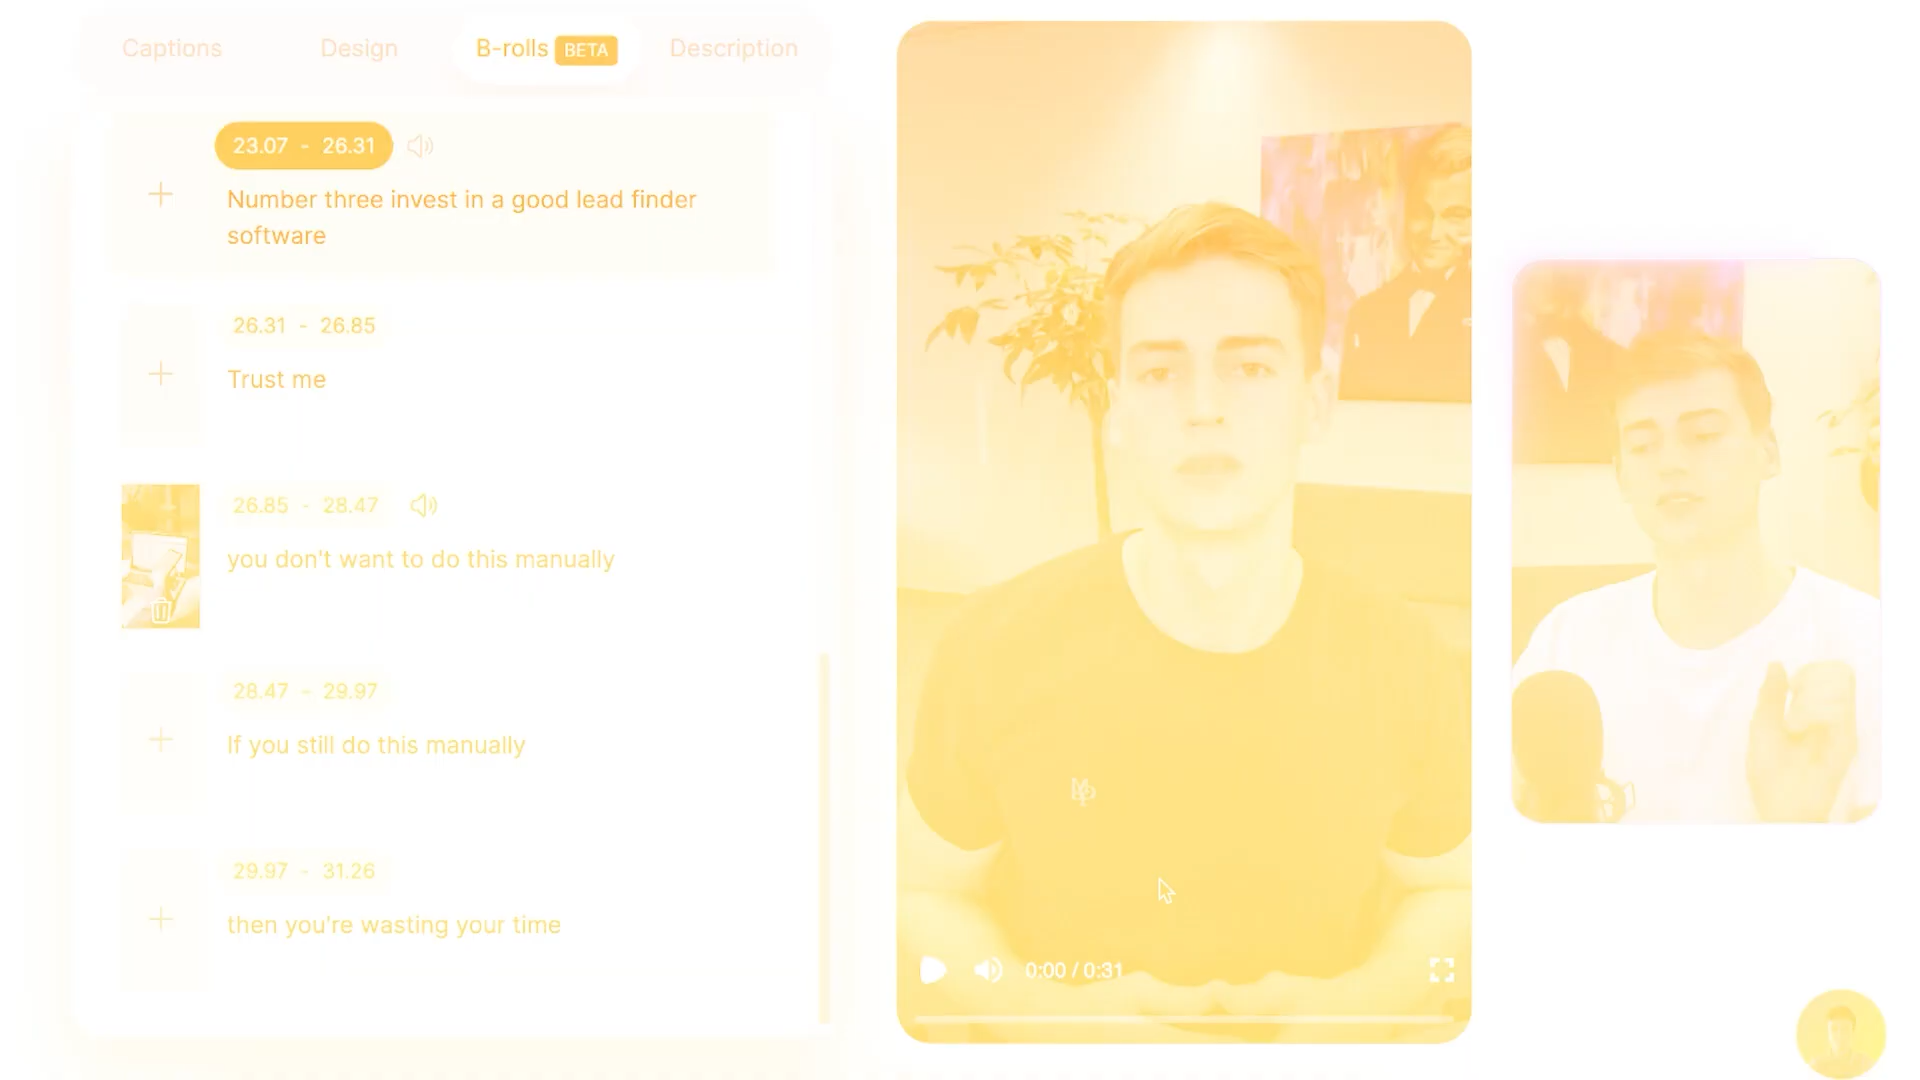 Captions
Design
B-rolls BETA
Description
23.07 - 26.31
Number three invest in a good lead finder
software
26.31 - 26.85
Trust me
26.85 - 28.47
you don't want to do this manually
28.47 - 29.97
If you still do this manually
29.97 - 31.26
then you're wasting your time
0:00 / 0:31